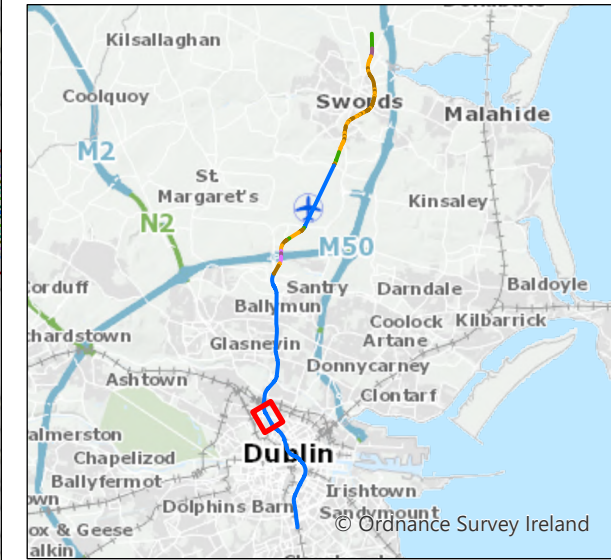 Kilsallaghan
Coolquoy
Swords
Malahide
M2
St.
Margaret's
Kinsaley
N2
M50
Corduff
Santry
Darndale
Baldoyle
Ballymun
Coolock
Kilbarrick
chardstown
Glasnevin
Artane
Donnycarney
Ashtown
Clontarf
almerston
Chapelizod
Dublin
Ballyfermot
Irishtown
own
Dolphins Barn
Sandymount
© Ordnance Survey Ireland
ox & Geese
alkin